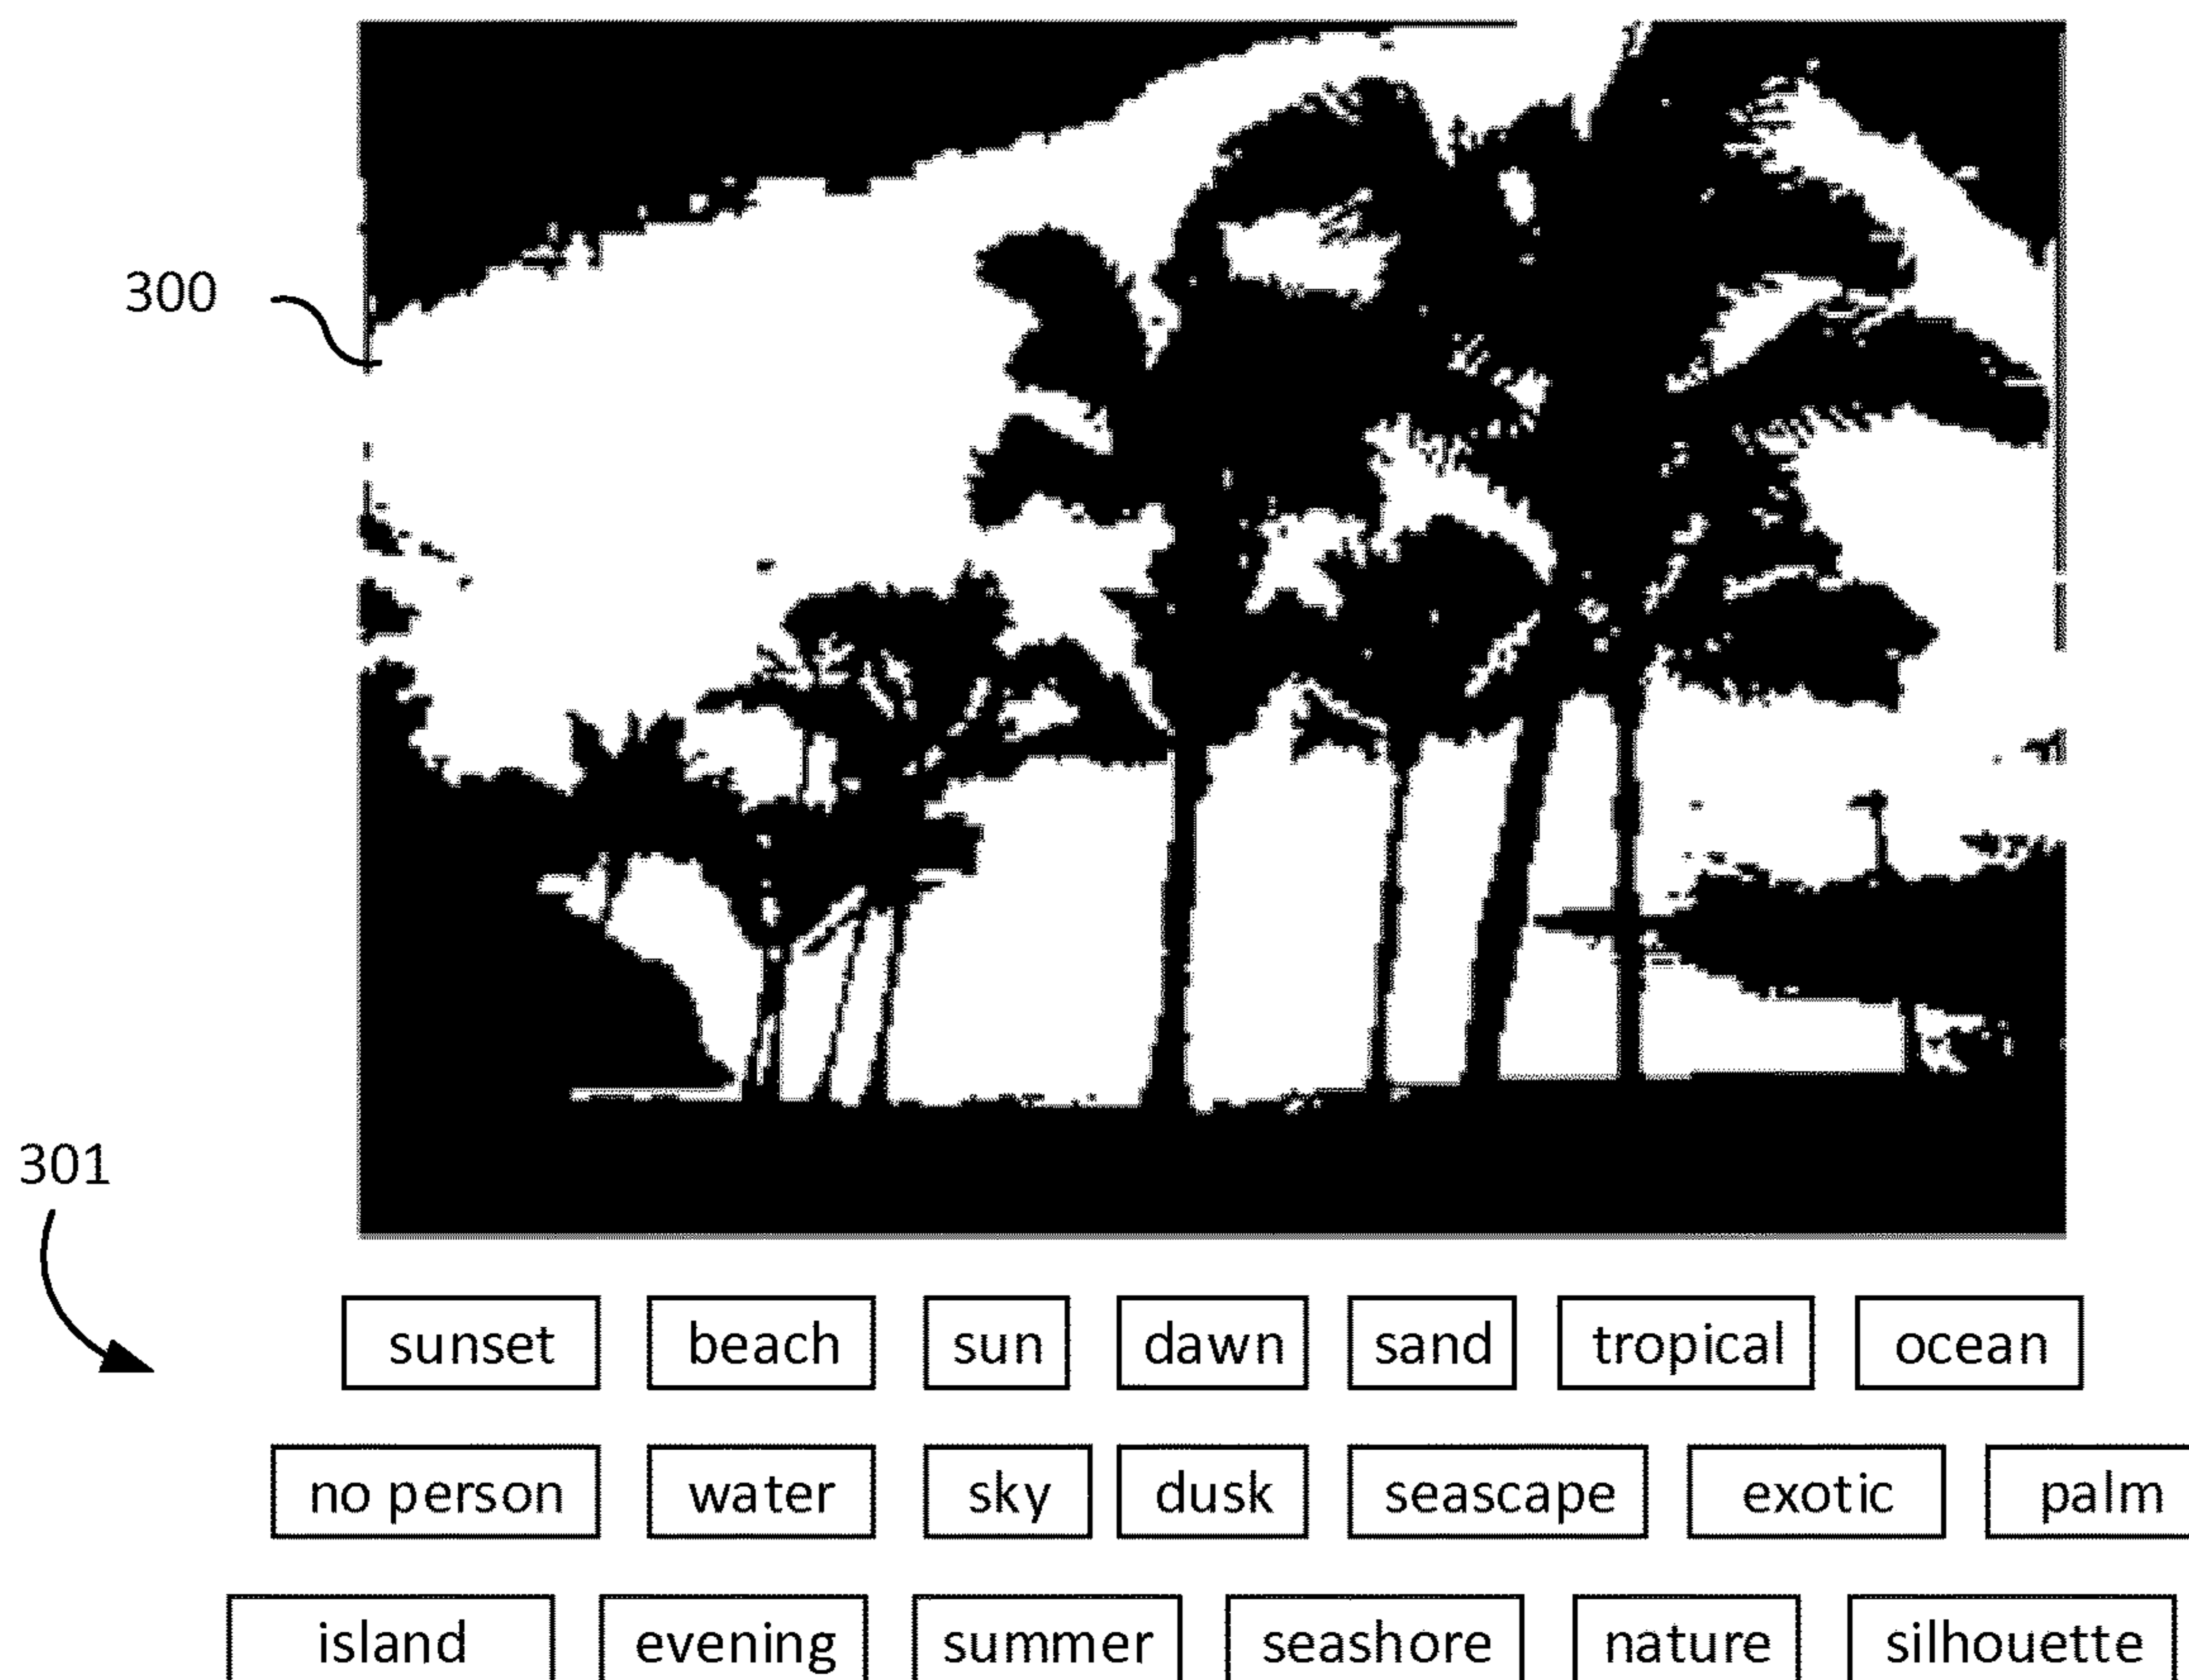 300
301
sunset beach sun dawn sand tropical ocean
no person water sky dusk seascape exotic palm
island evening summer seashore nature silhouette